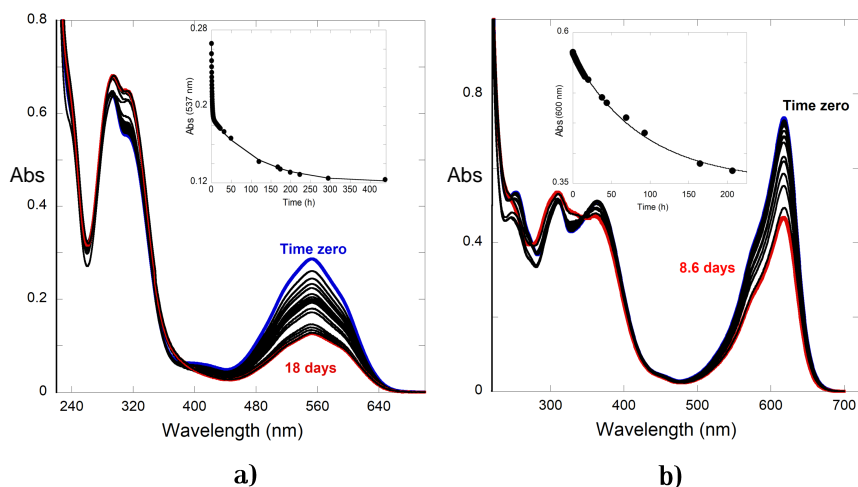 0.8
0.6
0.4
0.2
0
Abs
240 320 400 480 560 640
Wavelength (nm)
Time zero
18 days
0.28
0.2
0.12
Abs (537 nm)
0 50 100 150 200 250 300 350 400
Time (h)
a)
0.8
0.4
0
Abs
300 400 500 600 700
Wavelength (nm)
Time zero
8.6 days
0.6
0.35
Abs (600 nm)
0 50 100 150 200
Time (h)
b)